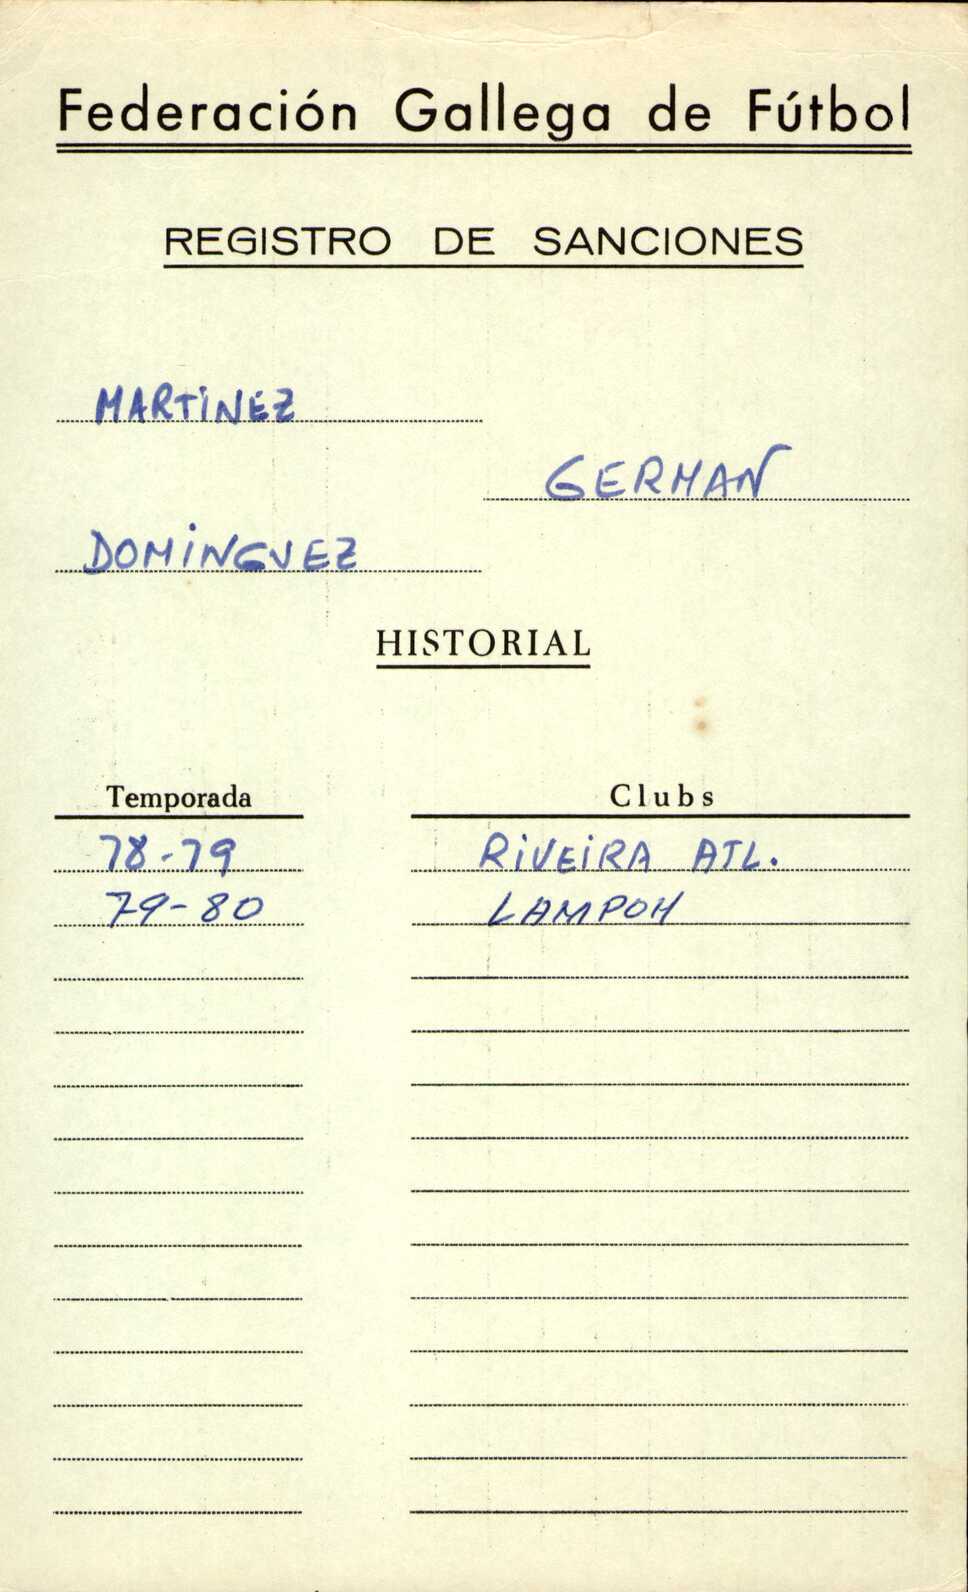 Federación Gallega de Fútbol
REGISTRO DE SANCIONES
MARTINEZ
GERMAN
DOMINGUEZ
HISTORIAL
Temporada Clubs
78-79 RIVEIRA ATL.
79-80 LAMPOH